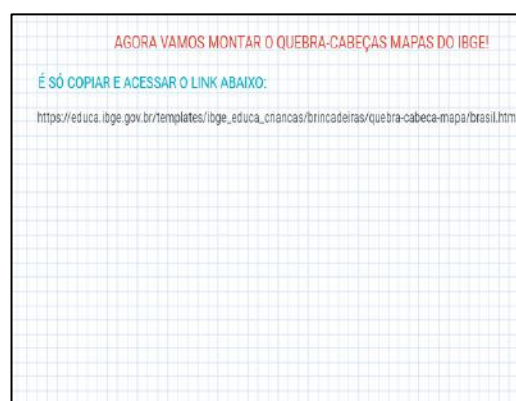 AGORA VAMOS MONTAR O QUEBRA-CABEÇAS MAPAS DO IBGE!
É SÓ COPIAR E ACESSAR O LINK ABAIXO:
https://educa.ibge.gov.br/templates/ibge_educa_criancas/brincadeiras/quebra-cabeca-mapa/brasil.htm